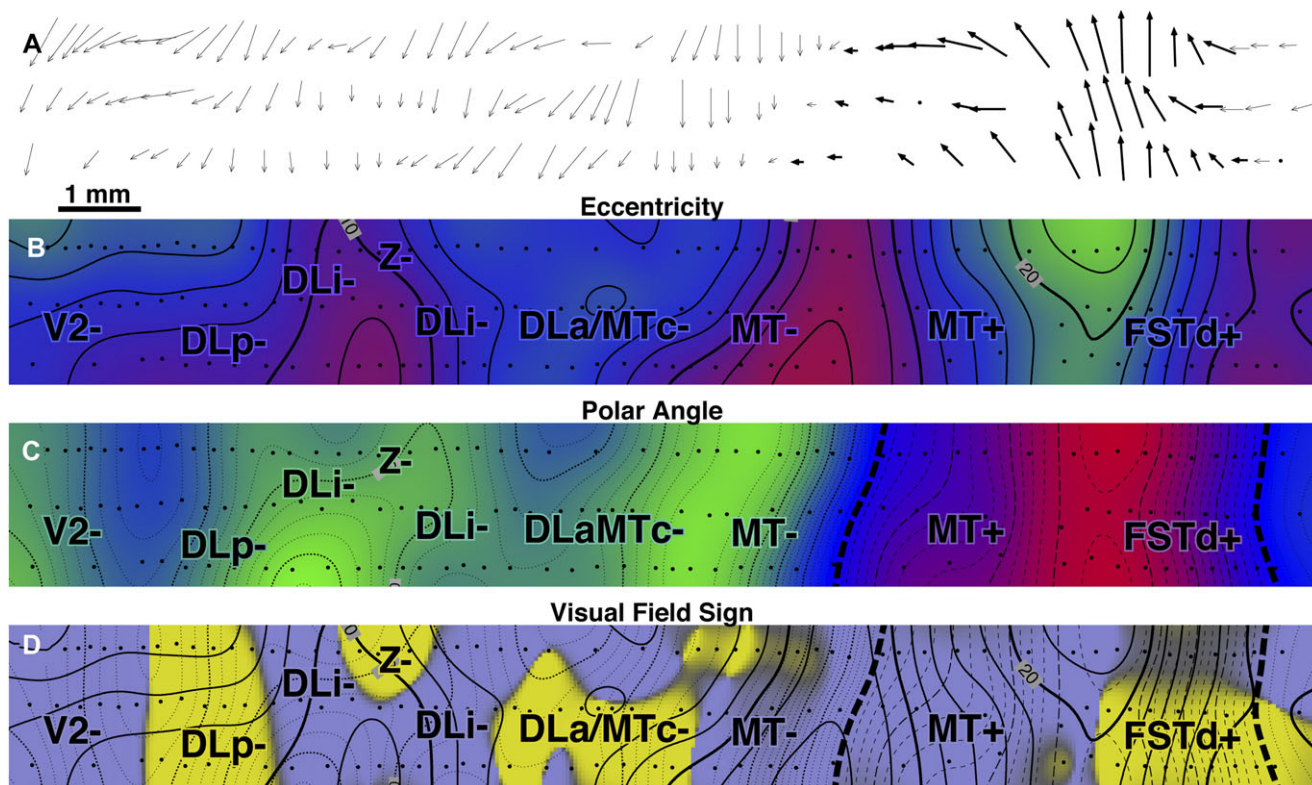 A
1 mm
Eccentricity
B
10
Z-
DLi-
20
V2-
DLp-
DLi-
DLa/MTc-
MT-
MT+
FSTd+
Polar Angle
C
Z-
DLi-
V2-
DLp-
DLi-
DLaMTc-
MT-
MT+
FSTd+
Visual Field Sign
D
Z-
DLi-
20
V2-
DLp-
DLi-
DLa/MTc-
MT-
MT+
FSTd+